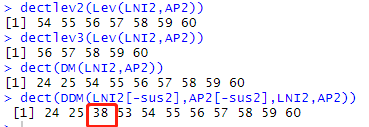 > dectlev2(Lev(LNI2,AP2))
[1] 54 55 56 57 58 59 60
> dectlev3(Lev(LNI2,AP2))
[1] 56 57 58 59 60
> dect(DM(LNI2,AP2))
[1] 24 25 54 55 56 57 58 59 60
> dect(DDM(LNI2[-sus2],AP2[-sus2],LNI2,AP2))
[1] 24 25 38 53 54 55 56 57 58 59 60